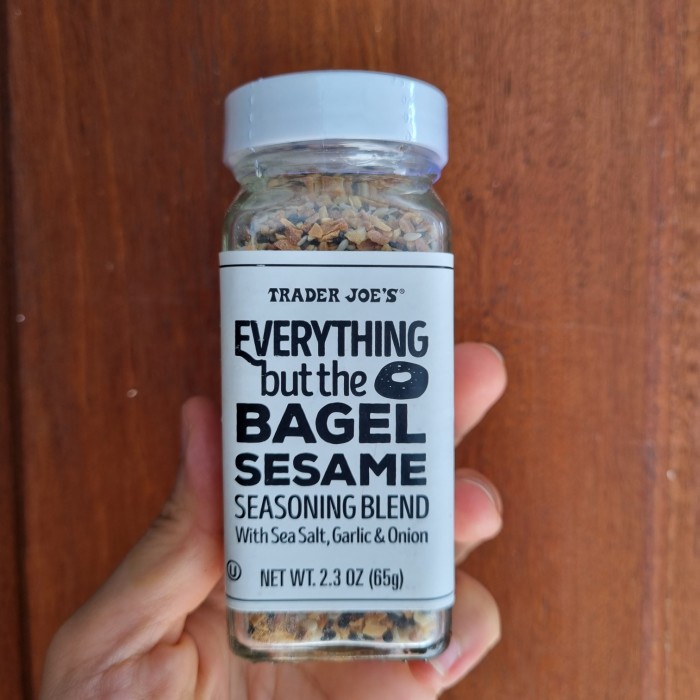 TRADER JOE'S®
EVERYTHING
but the
BAGEL
SESAME
SEASONING BLEND
With Sea Salt, Garlic & Onion
U
NET WT. 2.3 OZ (65g)